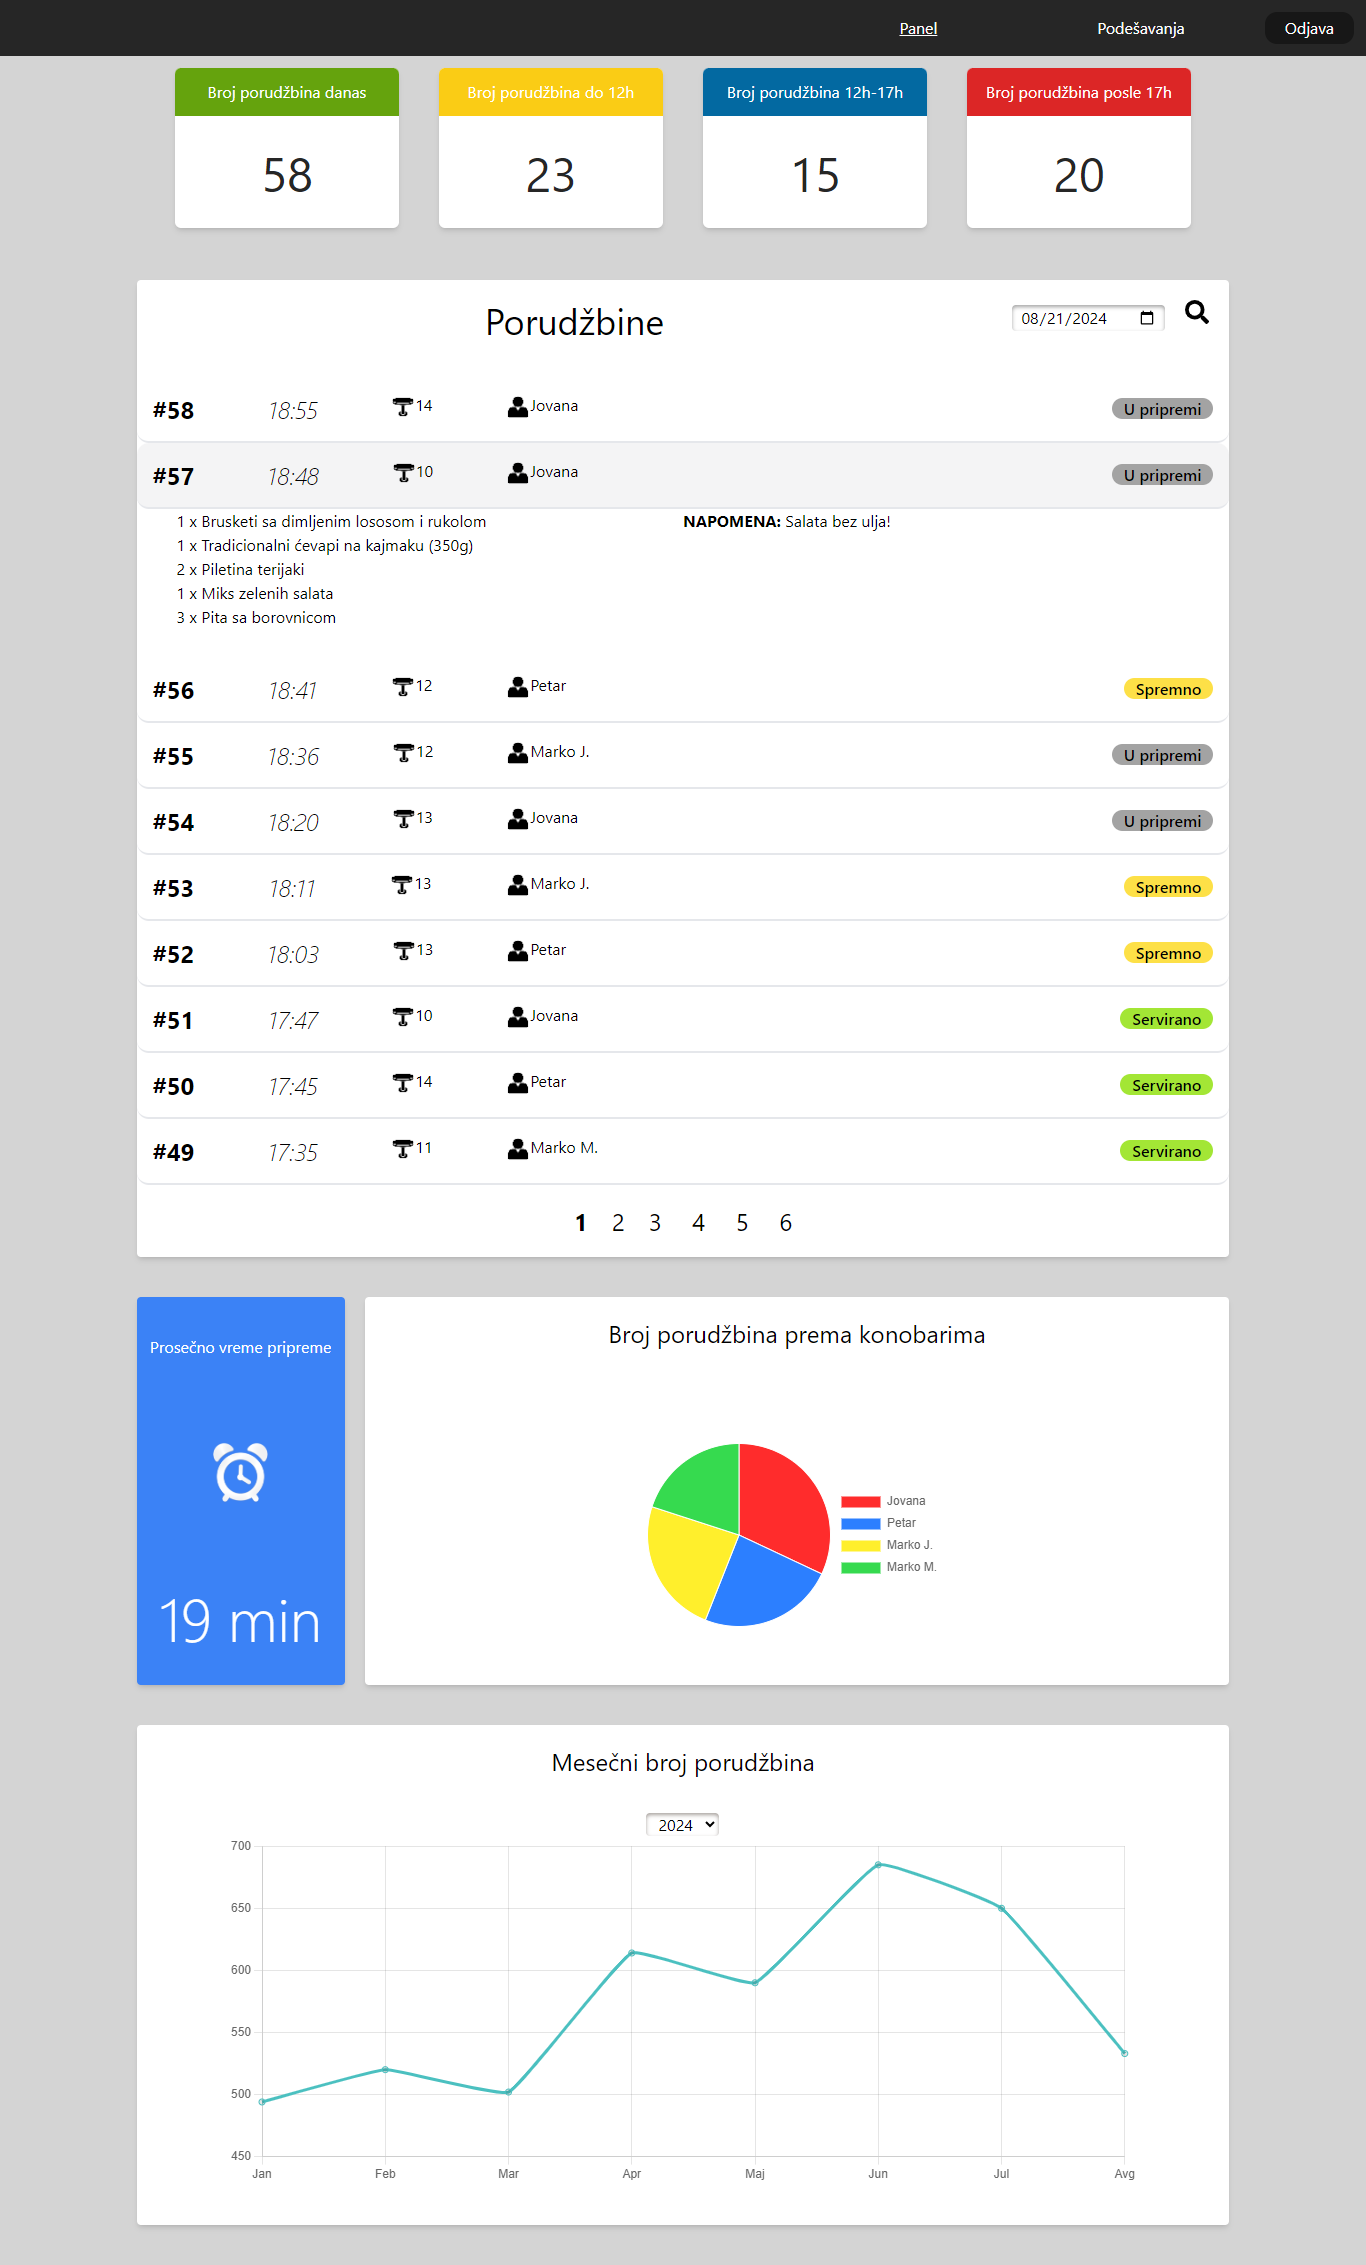 Panel
Podešavanja
Odjava
Broj porudžbina danas
58
Broj porudžbina do 12h
23
Broj porudžbina 12h-17h
15
Broj porudžbina posle 17h
20
Porudžbine
08/21/2024
#58 18:55 14 Jovana U pripremi
#57 18:48 10 Jovana U pripremi
1 x Brusketi sa dimljenim lososom i rukolom
1 x Tradicionalni ćevapi na kajmaku (350g)
2 x Piletina terijaki
1 x Miks zelenih salata
3 x Pita sa borovnicom
NAPOMENA: Salata bez ulja!
#56 18:41 12 Petar Spremno
#55 18:36 12 Marko J. U pripremi
#54 18:20 13 Jovana U pripremi
#53 18:11 13 Marko J. Spremno
#52 18:03 13 Petar Spremno
#51 17:47 10 Jovana Servirano
#50 17:45 14 Petar Servirano
#49 17:35 11 Marko M. Servirano
1 2 3 4 5 6
Prosečno vreme pripreme
19 min
Broj porudžbina prema konobarima
Jovana
Petar
Marko J.
Marko M.
Mesečni broj porudžbina
2024
700
650
600
550
500
450
Jan Feb Mar Apr Maj Jun Jul Avg